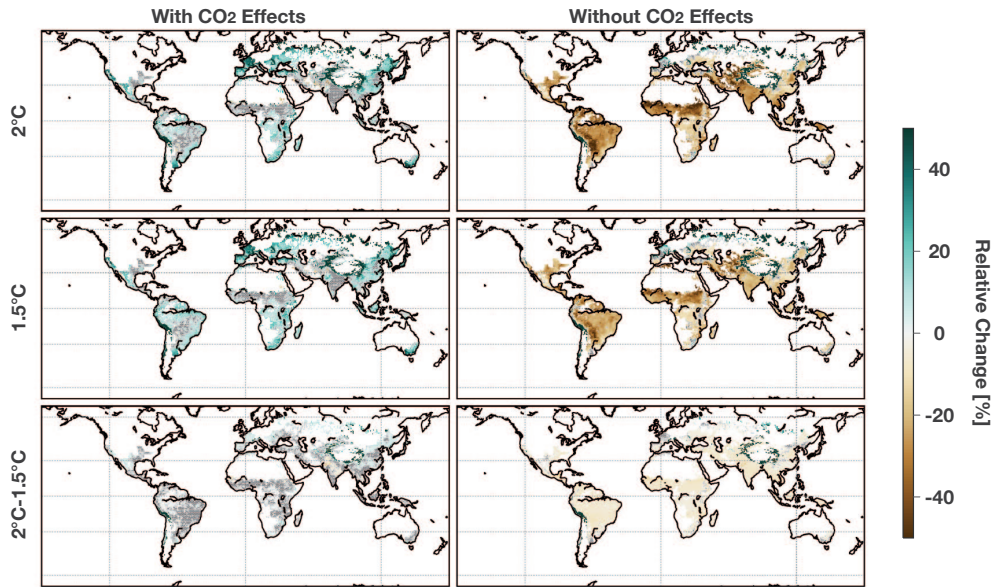 With CO2 Effects
Without CO2 Effects
2°C
1.5°C
2°C-1.5°C
40
20
0
-20
-40
Relative Change [%]